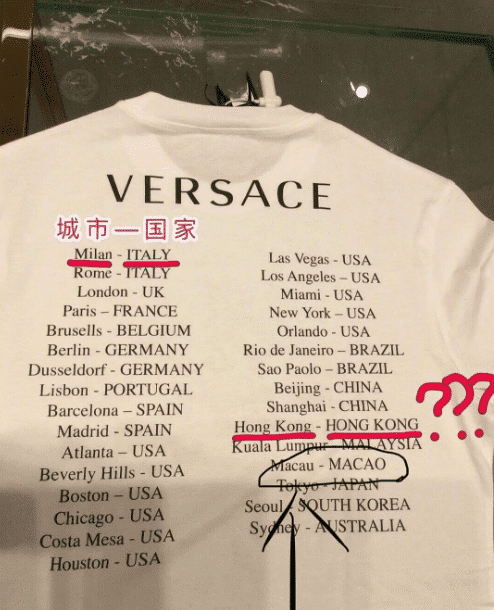 VERSACE
城市—国家
Milan - ITALY
Rome - ITALY
London - UK
Paris – FRANCE
Brusells - BELGIUM
Berlin - GERMANY
Dusseldorf - GERMANY
Lisbon - PORTUGAL
Barcelona – SPAIN
Madrid - SPAIN
Atlanta – USA
Beverly Hills - USA
Boston – USA
Chicago - USA
Costa Mesa - USA
Houston - USA
Las Vegas - USA
Los Angeles – USA
Miami - USA
New York – USA
Orlando - USA
Rio de Janeiro – BRAZIL
Sao Paolo – BRAZIL
Beijing - CHINA
Shanghai - CHINA
Hong Kong - HONG KONG
???
Kuala Lumpur - MALAYSIA
Macau - MACAO
Tokyo - JAPAN
Seoul - SOUTH KOREA
Sydney - AUSTRALIA